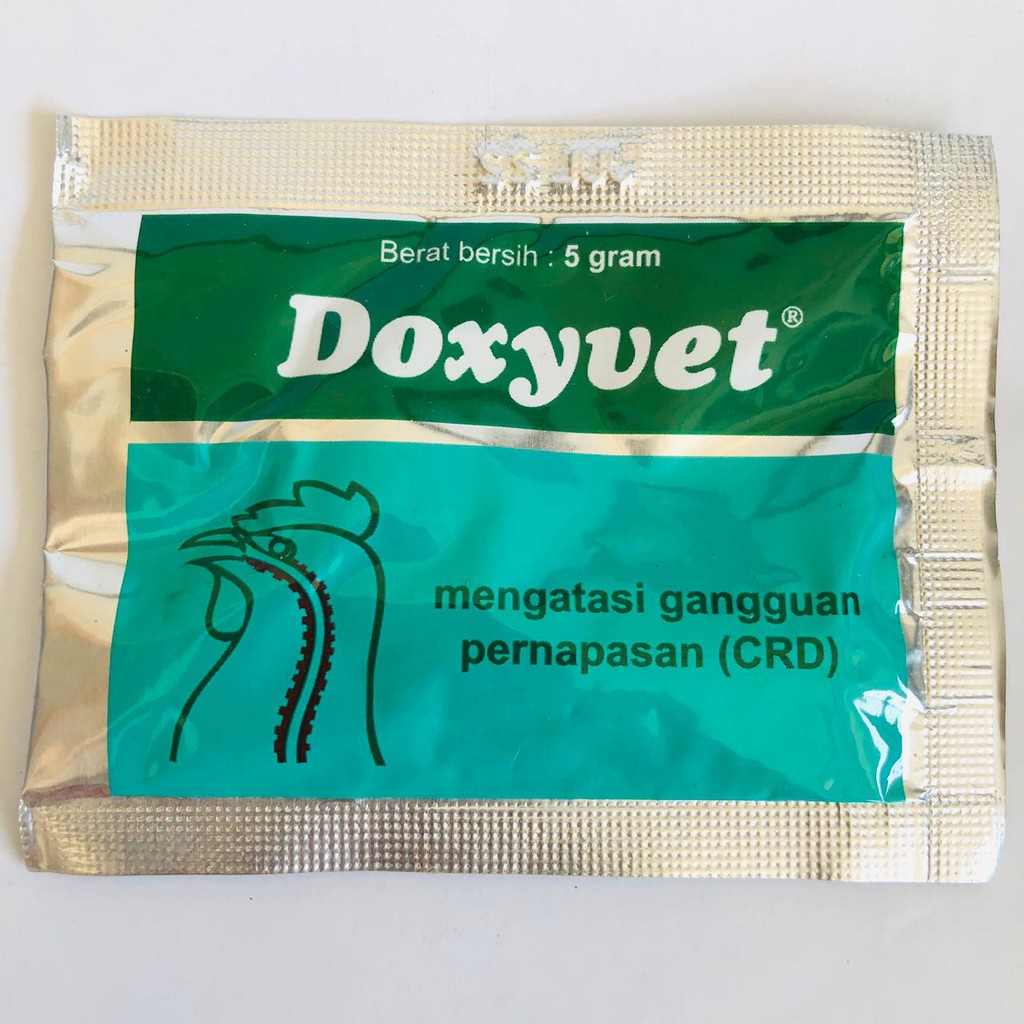 Berat bersih : 5 gram
Doxyvet®
mengatasi gangguan
pernapasan (CRD)